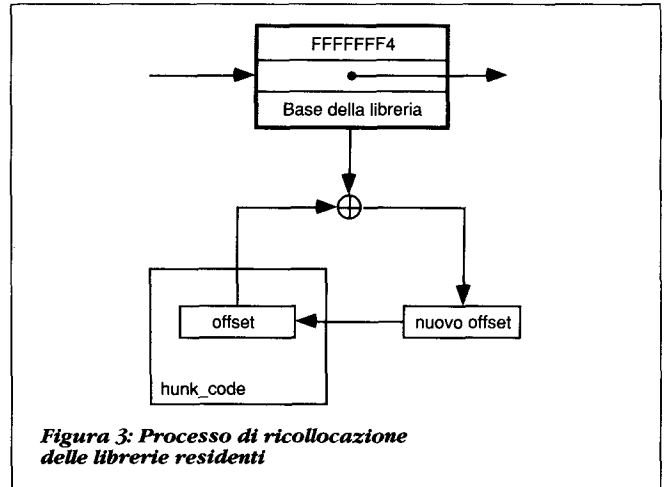 FFFFFFF4
Base della libreria
offset
nuovo offset
hunk_code
Figura 3: Processo di ricollocazione
delle librerie residenti